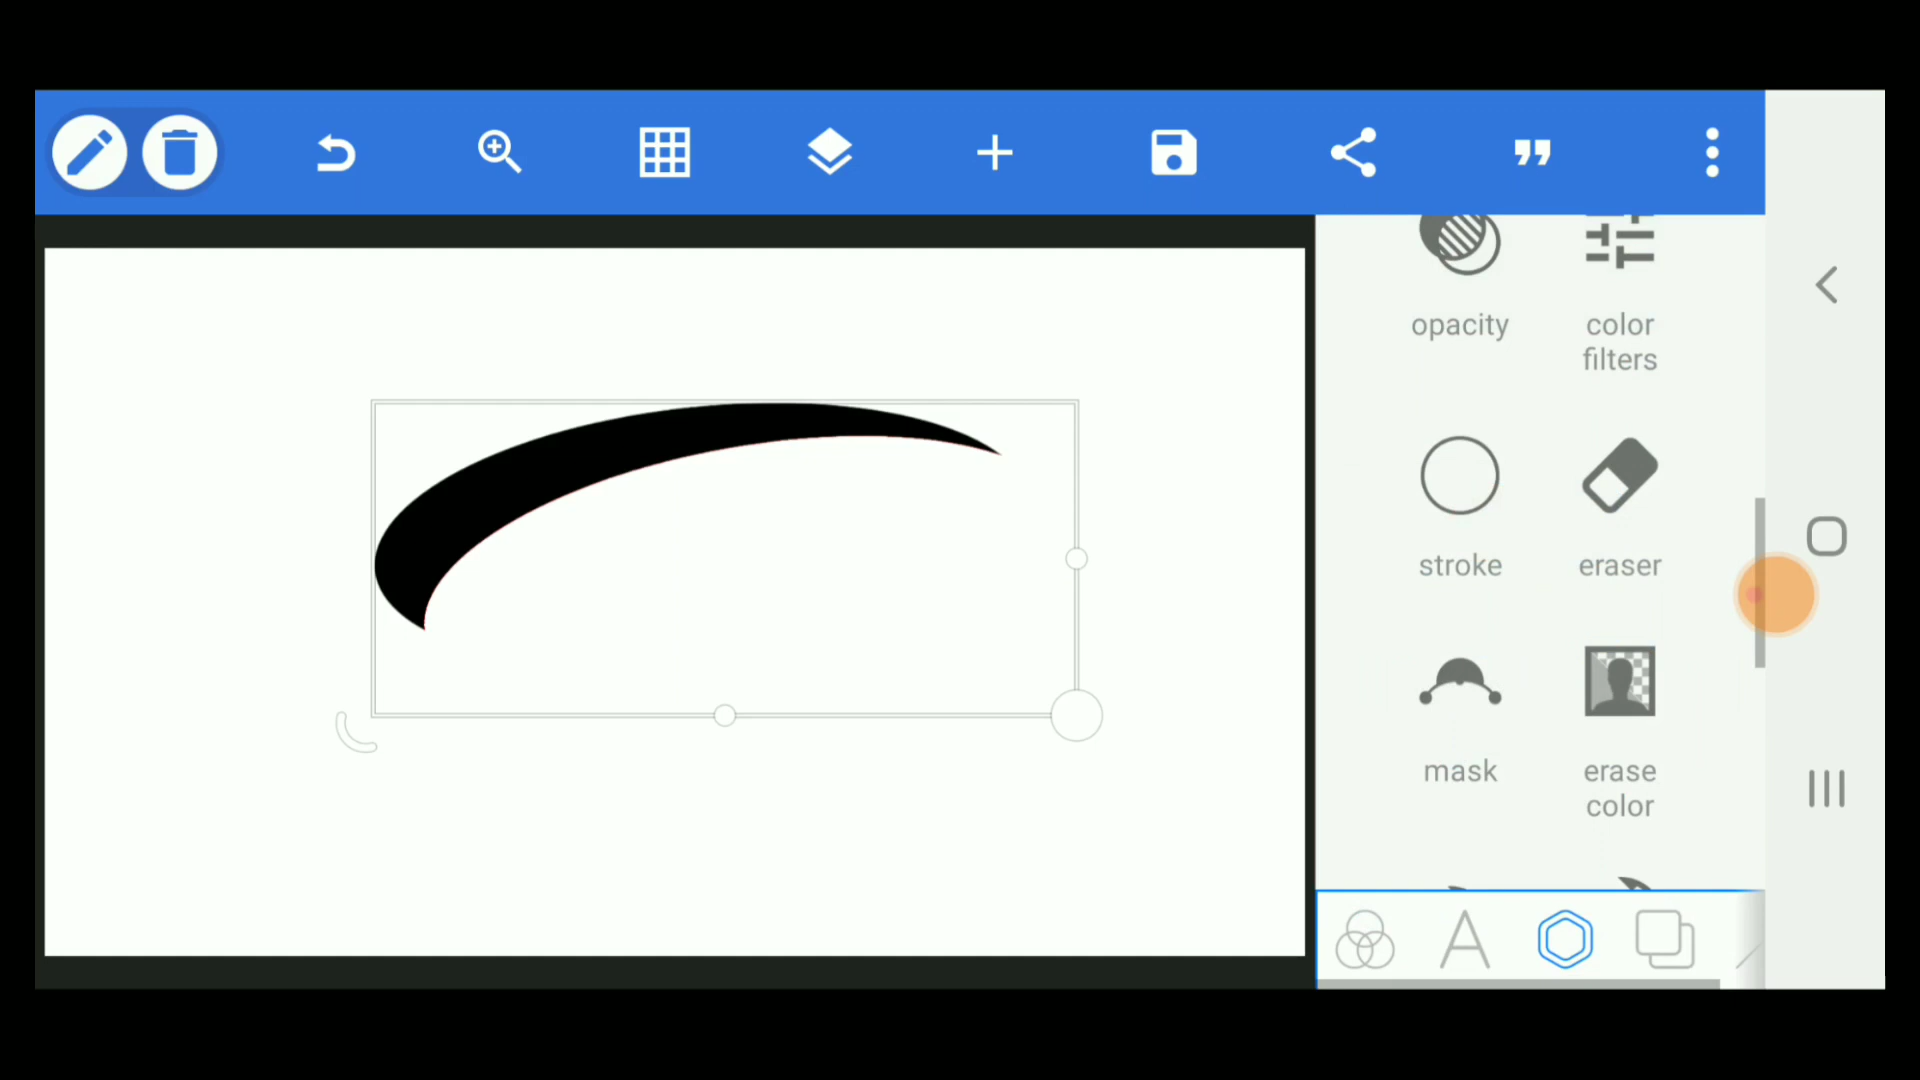 opacity
color
filters
stroke
eraser
mask
erase
color